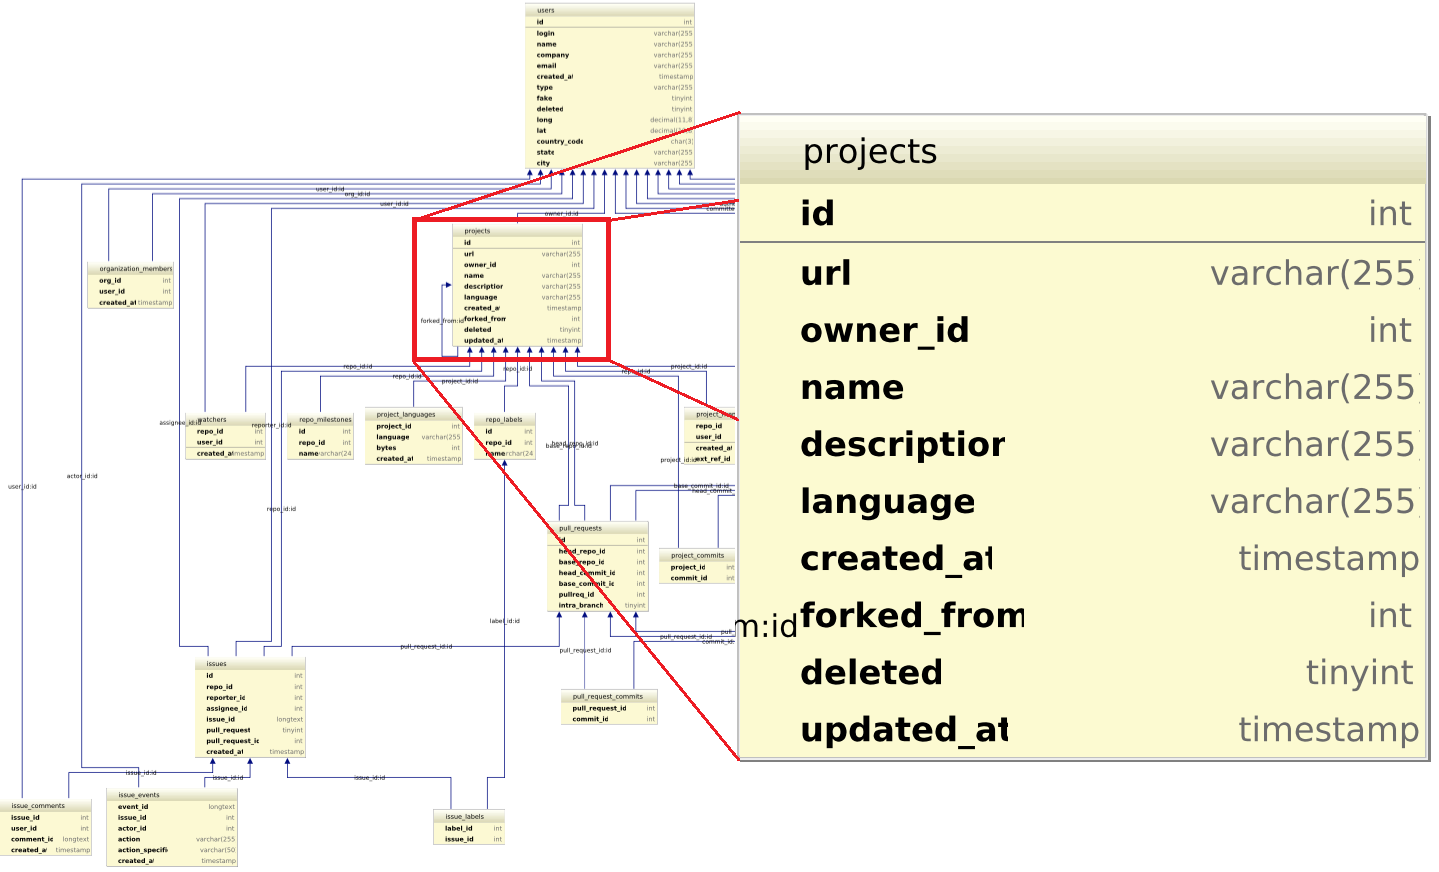 users
id int
login varchar(255
name varchar(255
company varchar(255
email varchar(255
created_at timestamp
type varchar(255
fake tinyint
deleted tinyint
long decimal(11,8
lat
country_code char(3)
state varchar(255
city varchar(255
user_id:id
org_id:id
user_id:id
owner_id:id
committe
projects
id int
url varchar(255
owner_id int
name varchar(255
description varchar(255
language varchar(255
created_at timestamp
forked_from int
deleted tinyint
updated_at timestamp
forked_from:id
projects
id int
url varchar(255
owner_id int
name varchar(255
description varchar(255
language varchar(255
created_at timestamp
m:id
forked_from int
deleted tinyint
updated_at timestamp
organization_members
org_id int
user_id int
created_at timestamp
repo_id:id
repo_id:id
project_id:id
repo_id:id
repo_id:id
project_id:id
assignee_id:id
reporter_id:id
watchers
repo_id int
user_id int
created_at timestamp
repo_milestones
id int
repo_id int
name varchar(24
project_languages
project_id int
language varchar(255
bytes int
created_at timestamp
repo_labels
id int
repo_id int
name rchar(24
head_repo_id:id
base_repo_id:id
repo_id
user_id
created_at
ext_ref_id
project_id:id
user_id:id
actor_id:id
repo_id:id
base_commit_id:id
head_commit
pull_requests
id int
head_repo_id int
base_repo_id int
head_commit_id int
base_commit_id int
pullreq_id int
intra_branch tinyint
project_commits
project_id int
commit_id int
label_id:id
pull_request_id:id
pull_request_id:id
pull_
pull_request_id:id
commit_id:
issues
id int
repo_id int
reporter_id int
assignee_id int
issue_id longtext
pull_request tinyint
pull_request_id int
created_at timestamp
pull_request_commits
pull_request_id int
commit_id int
issue_id:id
issue_id:id
issue_id:id
issue_comments
issue_id int
user_id int
comment_id longtext
created_at timestamp
issue_events
event_id longtext
issue_id int
actor_id int
action varchar(255
action_specifi varchar(50
created_at timestamp
issue_labels
label_id int
issue_id int